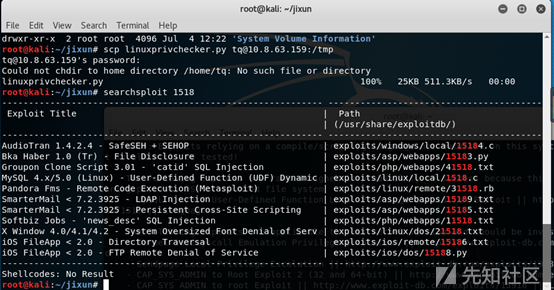 File Edit View Search Terminal Help
drwxr-xr-x 2 root root 4096 Jul 4 12:22 'System Volume Information'
root@kali:~/jixun# scp linuxprivchecker.py tq@10.8.63.159:/tmp
tq@10.8.63.159's password:
Could not chdir to home directory /home/tq: No such file or directory
linuxprivchecker.py 100% 25KB 511.3KB/s 00:00
root@kali:~/jixun# searchsploit 1518
Exploit Title | Path
| (/usr/share/exploitdb/)
AudioTran 1.4.2.4 - SafeSEH + SEHOP | exploits/windows/local/15184.c
Bka Haber 1.0 (Tr) - File Disclosure | exploits/asp/webapps/15183.py
Groupon Clone Script 3.01 - 'catid' SQL Injection | exploits/php/webapps/41518.txt
MySQL 4.x/5.0 (Linux) - User-Defined Function (UDF) Dynamic | exploits/linux/local/1518.c
Pandora Fms - Remote Code Execution (Metasploit) | exploits/linux/remote/31518.rb
SmarterMail < 7.2.3925 - LDAP Injection | exploits/asp/webapps/15189.txt
SmarterMail < 7.2.3925 - Persistent Cross-Site Scripting | exploits/asp/webapps/15185.txt
Softbiz Jobs - 'news_desc' SQL Injection | exploits/php/webapps/11518.txt
X Window 4.0/4.1/4.2 - System Oversized Font Denial of Serv | exploits/linux/dos/21518.txt
iOS FileApp < 2.0 - Directory Traversal | exploits/ios/remote/15186.txt
iOS FileApp < 2.0 - FTP Remote Denial of Service | exploits/ios/dos/15188.py
Shellcodes: No Result
root@kali:~/jixun#
先知社区